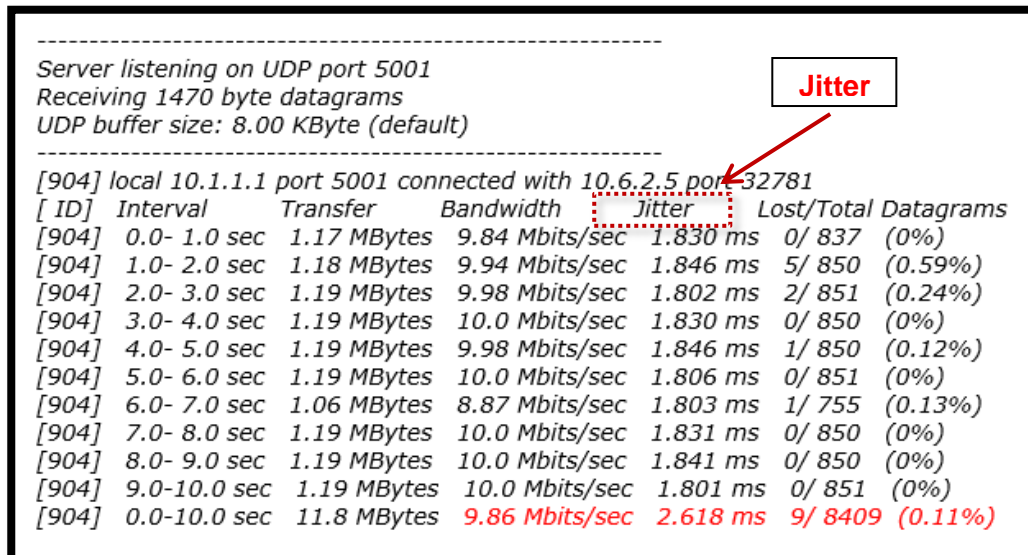 ------------------------------------------------------------
Server listening on UDP port 5001
Jitter
Receiving 1470 byte datagrams
UDP buffer size: 8.00 KByte (default)
------------------------------------------------------------
[904] local 10.1.1.1 port 5001 connected with 10.6.2.5 port 32781
[ ID] Interval Transfer Bandwidth Jitter Lost/Total Datagrams
[904] 0.0- 1.0 sec 1.17 MBytes 9.84 Mbits/sec 1.830 ms 0/ 837 (0%)
[904] 1.0- 2.0 sec 1.18 MBytes 9.94 Mbits/sec 1.846 ms 5/ 850 (0.59%)
[904] 2.0- 3.0 sec 1.19 MBytes 9.98 Mbits/sec 1.802 ms 2/ 851 (0.24%)
[904] 3.0- 4.0 sec 1.19 MBytes 10.0 Mbits/sec 1.830 ms 0/ 850 (0%)
[904] 4.0- 5.0 sec 1.19 MBytes 9.98 Mbits/sec 1.846 ms 1/ 850 (0.12%)
[904] 5.0- 6.0 sec 1.19 MBytes 10.0 Mbits/sec 1.806 ms 0/ 851 (0%)
[904] 6.0- 7.0 sec 1.06 MBytes 8.87 Mbits/sec 1.803 ms 1/ 755 (0.13%)
[904] 7.0- 8.0 sec 1.19 MBytes 10.0 Mbits/sec 1.831 ms 0/ 850 (0%)
[904] 8.0- 9.0 sec 1.19 MBytes 10.0 Mbits/sec 1.841 ms 0/ 850 (0%)
[904] 9.0-10.0 sec 1.19 MBytes 10.0 Mbits/sec 1.801 ms 0/ 851 (0%)
[904] 0.0-10.0 sec 11.8 MBytes 9.86 Mbits/sec 2.618 ms 9/ 8409 (0.11%)